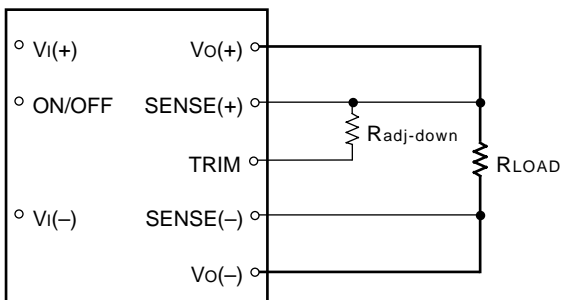 VI(+) VO(+)
ON/OFF SENSE(+)
Radj-down
TRIM RLOAD
VI(–) SENSE(–)
VO(–)